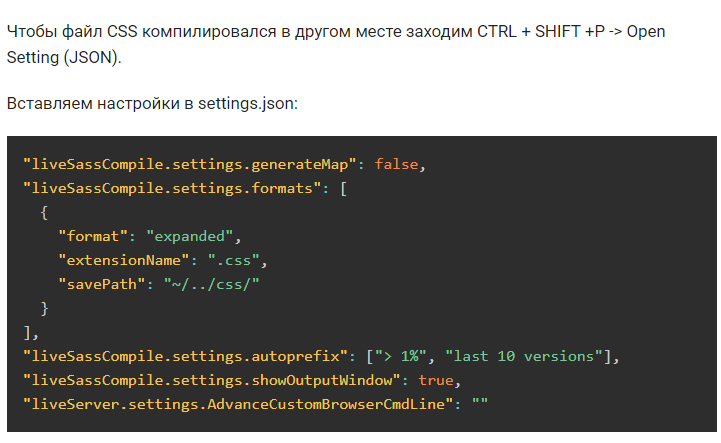 Чтобы файл CSS компилировался в другом месте заходим CTRL + SHIFT +P -> Open
Setting (JSON).
Вставляем настройки в settings.json:
"liveSassCompile.settings.generateMap": false,
"liveSassCompile.settings.formats": [
  {
    "format": "expanded",
    "extensionName": ".css",
    "savePath": "~/../css/"
  }
],
"liveSassCompile.settings.autoprefix": ["> 1%", "last 10 versions"],
"liveSassCompile.settings.showOutputWindow": true,
"liveServer.settings.AdvanceCustomBrowserCmdLine": ""